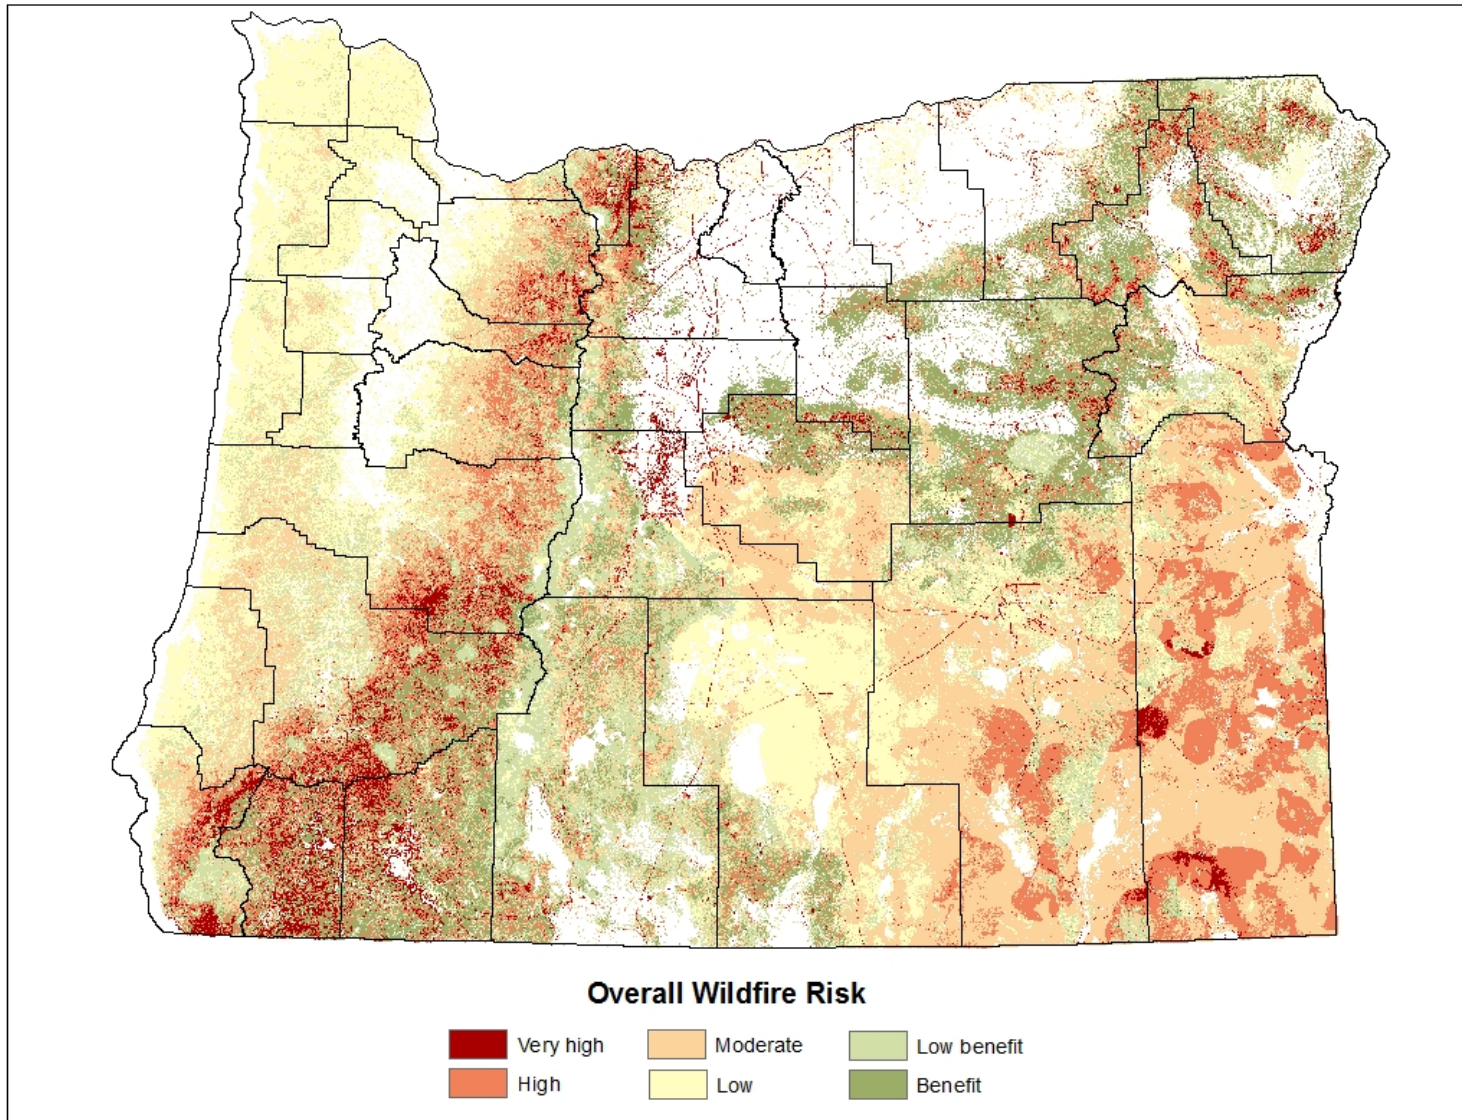 Overall Wildfire Risk
Very high
Moderate
Low benefit
High
Low
Benefit